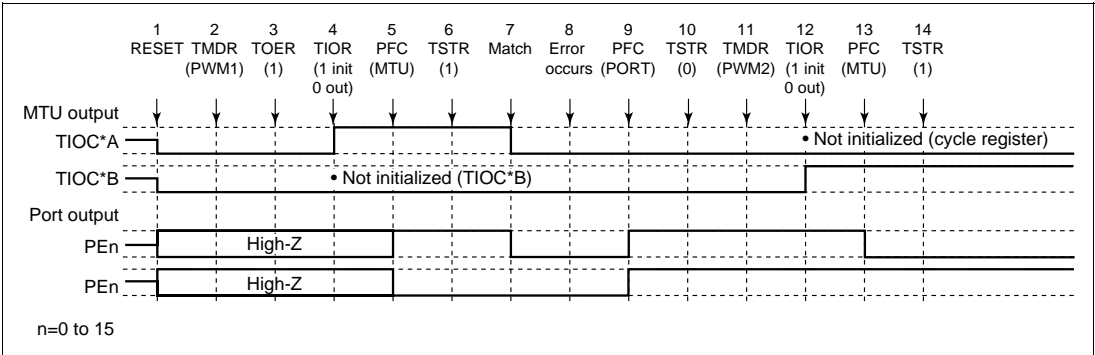 1 2 3 4 5 6 7 8 9 10 11 12 13 14
RESET TMDR TOER TIOR PFC TSTR Match Error PFC TSTR TMDR TIOR PFC TSTR
(PWM1) (1) (1 init (MTU) (1) occurs (PORT) (0) (PWM2) (1 init (MTU) (1)
0 out) 0 out)
MTU output
TIOC*A • Not initialized (cycle register)
TIOC*B • Not initialized (TIOC*B)
Port output
PEn High-Z
PEn High-Z
n=0 to 15